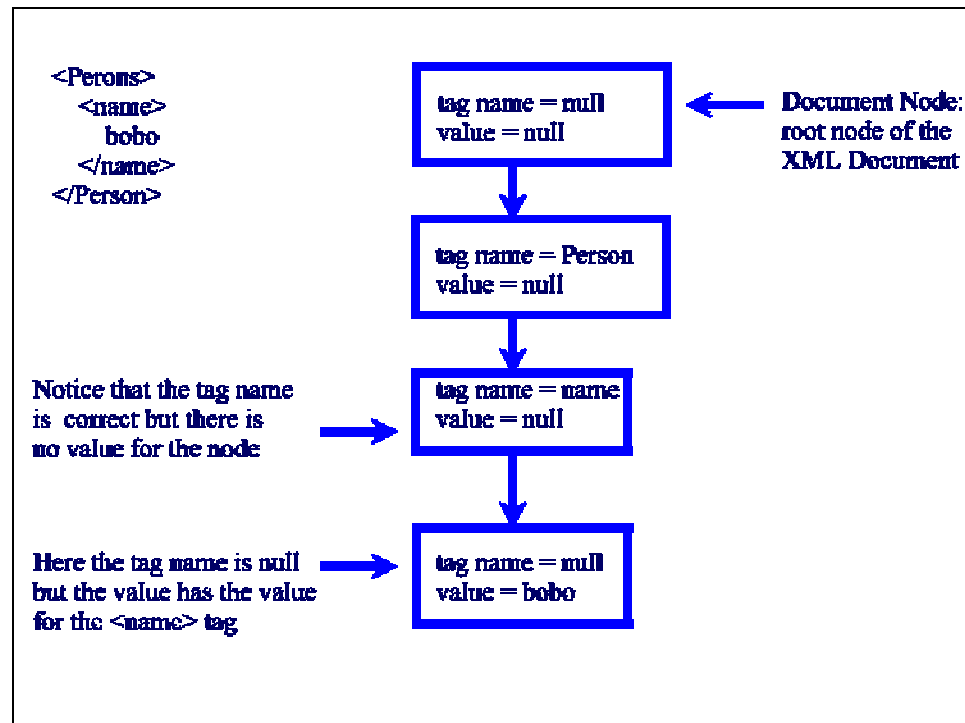 <Perons>
<name>
bobo
</name>
</Person>
tag name = null
value = null
Document Node:
root node of the
XML Document
tag name = Person
value = null
Notice that the tag name
is correct but there is
no value for the node
tag name = name
value = null
Here the tag name is null
but the value has the value
for the <name> tag
tag name = null
value = bobo